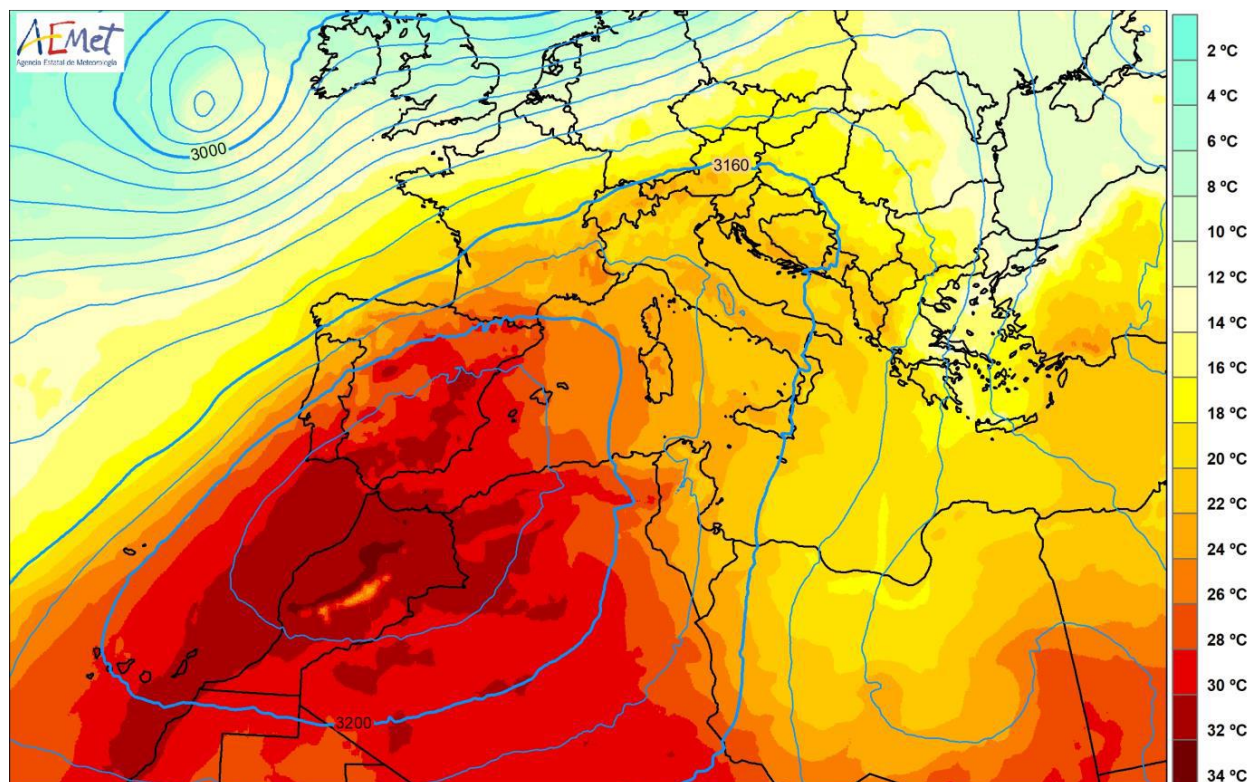 AEMet
Agencia Estatal de Meteorología
3000
3160
3200
2 ºC
4 ºC
6 ºC
8 ºC
10 ºC
12 ºC
14 ºC
16 ºC
18 ºC
20 ºC
22 ºC
24 ºC
26 ºC
28 ºC
30 ºC
32 ºC
34 ºC